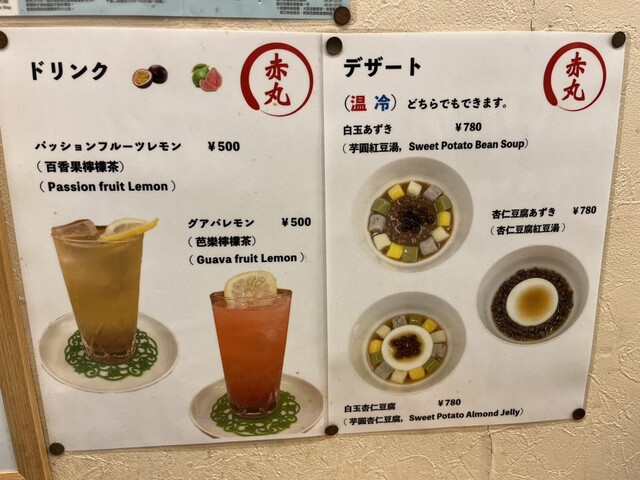 ドリンク
赤丸
パッションフルーツレモン ¥500
（百香果檸檬茶）
（Passion fruit Lemon）
グアバレモン ¥500
（芭樂檸檬茶）
（Guava fruit Lemon）
デザート
赤丸
（温 冷）どちらでもできます。
白玉あずき ¥780
（芋圓紅豆湯，Sweet Potato Bean Soup）
杏仁豆腐あずき ¥780
（杏仁豆腐紅豆湯）
白玉杏仁豆腐 ¥780
（芋圓杏仁豆腐，Sweet Potato Almond Jelly）